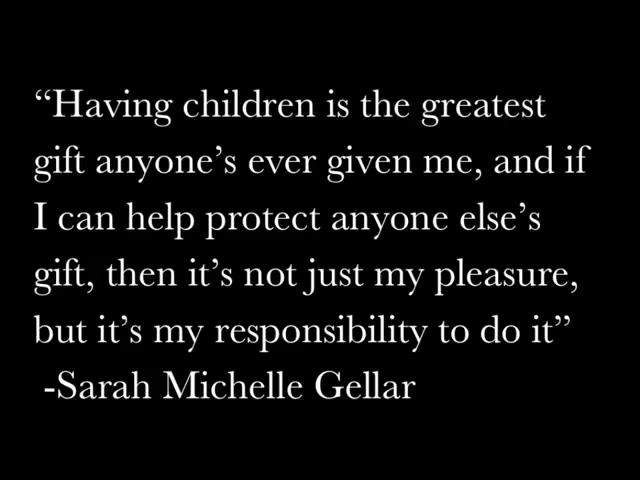 “Having children is the greatest
gift anyone’s ever given me, and if
I can help protect anyone else’s
gift, then it’s not just my pleasure,
but it’s my responsibility to do it”
-Sarah Michelle Gellar